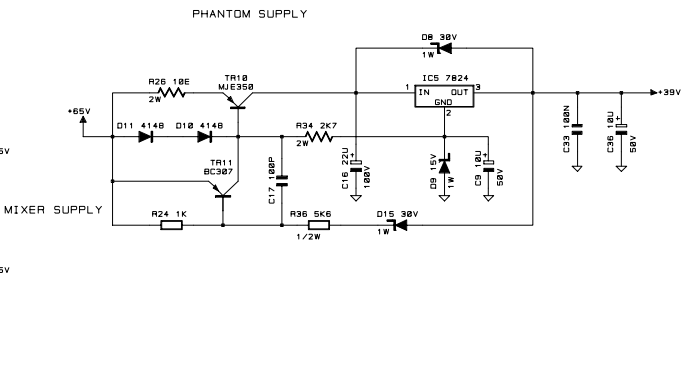 PHANTOM SUPPLY
D8 30V
1W
R26 10E
2W
TR10
MJE350
IC5 7824
1 IN OUT 3
GND
2
+39V
+65V
D11 4148
D10 4148
R34 2K7
2W
TR11
BC307
C17 100P
C16 22U
+
100V
D9 15V
1W
C9 10U
+
50V
C33 100N
C36 10U
+
50V
5V
MIXER SUPPLY
R24 1K
R36 5K6
1/2W
D15 30V
1W
5V